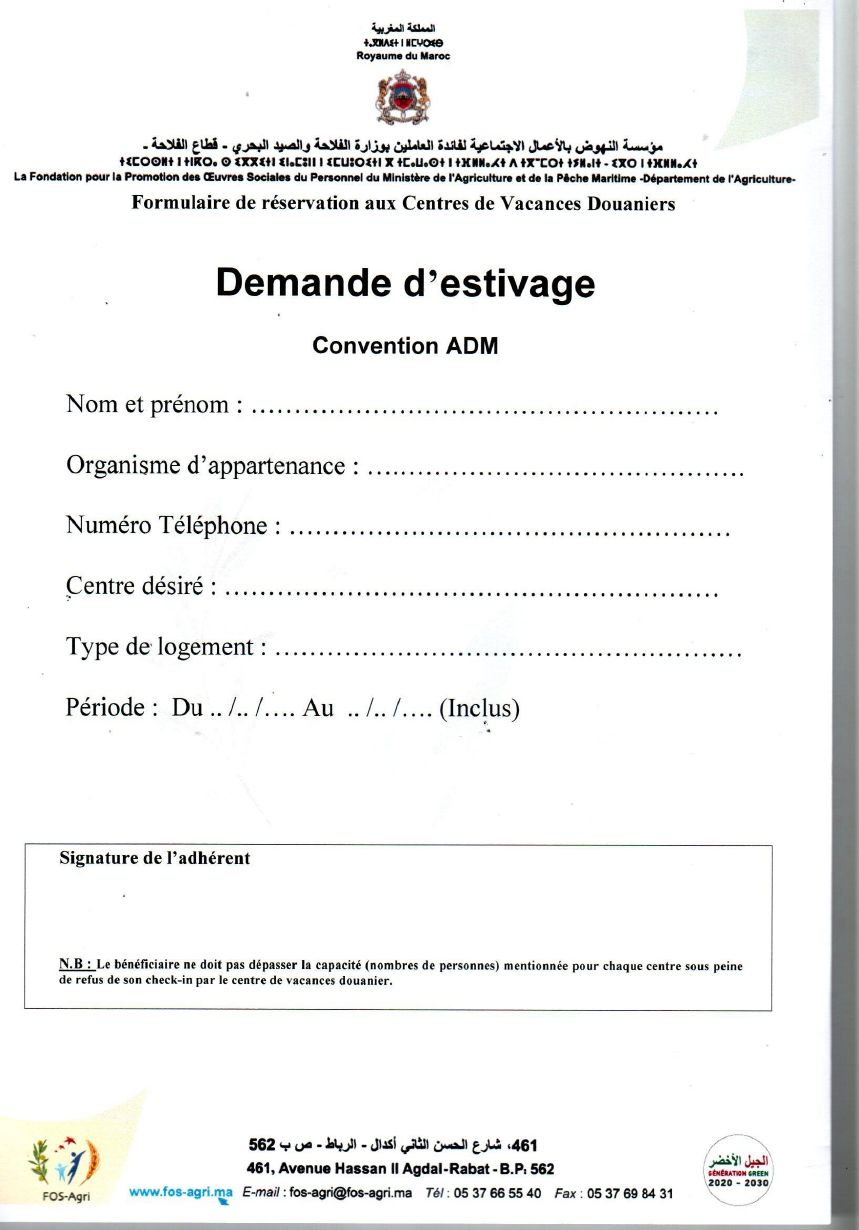 المملكة المغربية
ⵜⴰⴳⵍⴷⵉⵜ ⵏ ⵍⵎⵖⵔⵉⴱ
Royaume du Maroc
مؤسسة النهوض بالأعمال الاجتماعية لفائدة العاملين بوزارة الفلاحة والصيد البحري - قطاع الفلاحة -
La Fondation pour la Promotion des Œuvres Sociales du Personnel du Ministère de l'Agriculture et de la Pêche Maritime -Département de l'Agriculture-
Formulaire de réservation aux Centres de Vacances Douaniers
Demande d’estivage
Convention ADM
Nom et prénom : ......................................................
Organisme d’appartenance : ............................................
Numéro Téléphone : ...................................................
Centre désiré : .........................................................
Type de logement : ......................................................
Période : Du .. /.. /.... Au .. /.. /.... (Inclus)
Signature de l’adhérent
N.B : Le bénéficiaire ne doit pas dépasser la capacité (nombres de personnes) mentionnée pour chaque centre sous peine
de refus de son check-in par le centre de vacances douanier.
461، شارع الحسن الثاني أكدال - الرباط - ص ب 562
461, Avenue Hassan II Agdal-Rabat - B.P: 562
www.fos-agri.ma E-mail : fos-agri@fos-agri.ma Tél : 05 37 66 55 40 Fax : 05 37 69 84 31
FOS-Agri
الجيل الأخضر
GÉNÉRATION GREEN
2020 - 2030